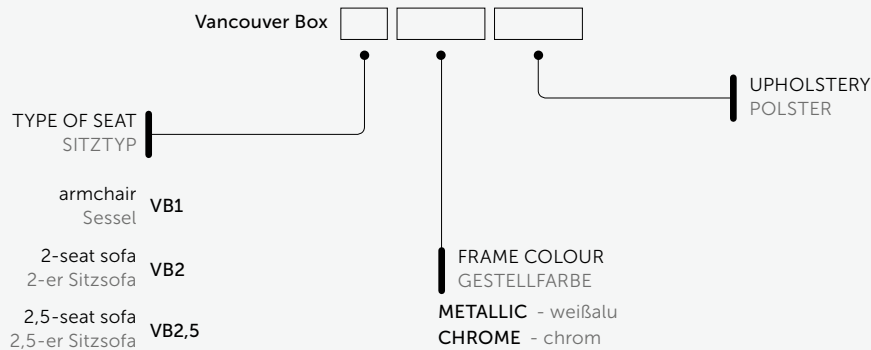 Vancouver Box
UPHOLSTERY
POLSTER
TYPE OF SEAT
SITZTYP
armchair
Sessel
VB1
2-seat sofa
2-er Sitzsofa
VB2
2,5-seat sofa
2,5-er Sitzsofa
VB2,5
FRAME COLOUR
GESTELLFARBE
METALLIC - weißalu
CHROME - chrom